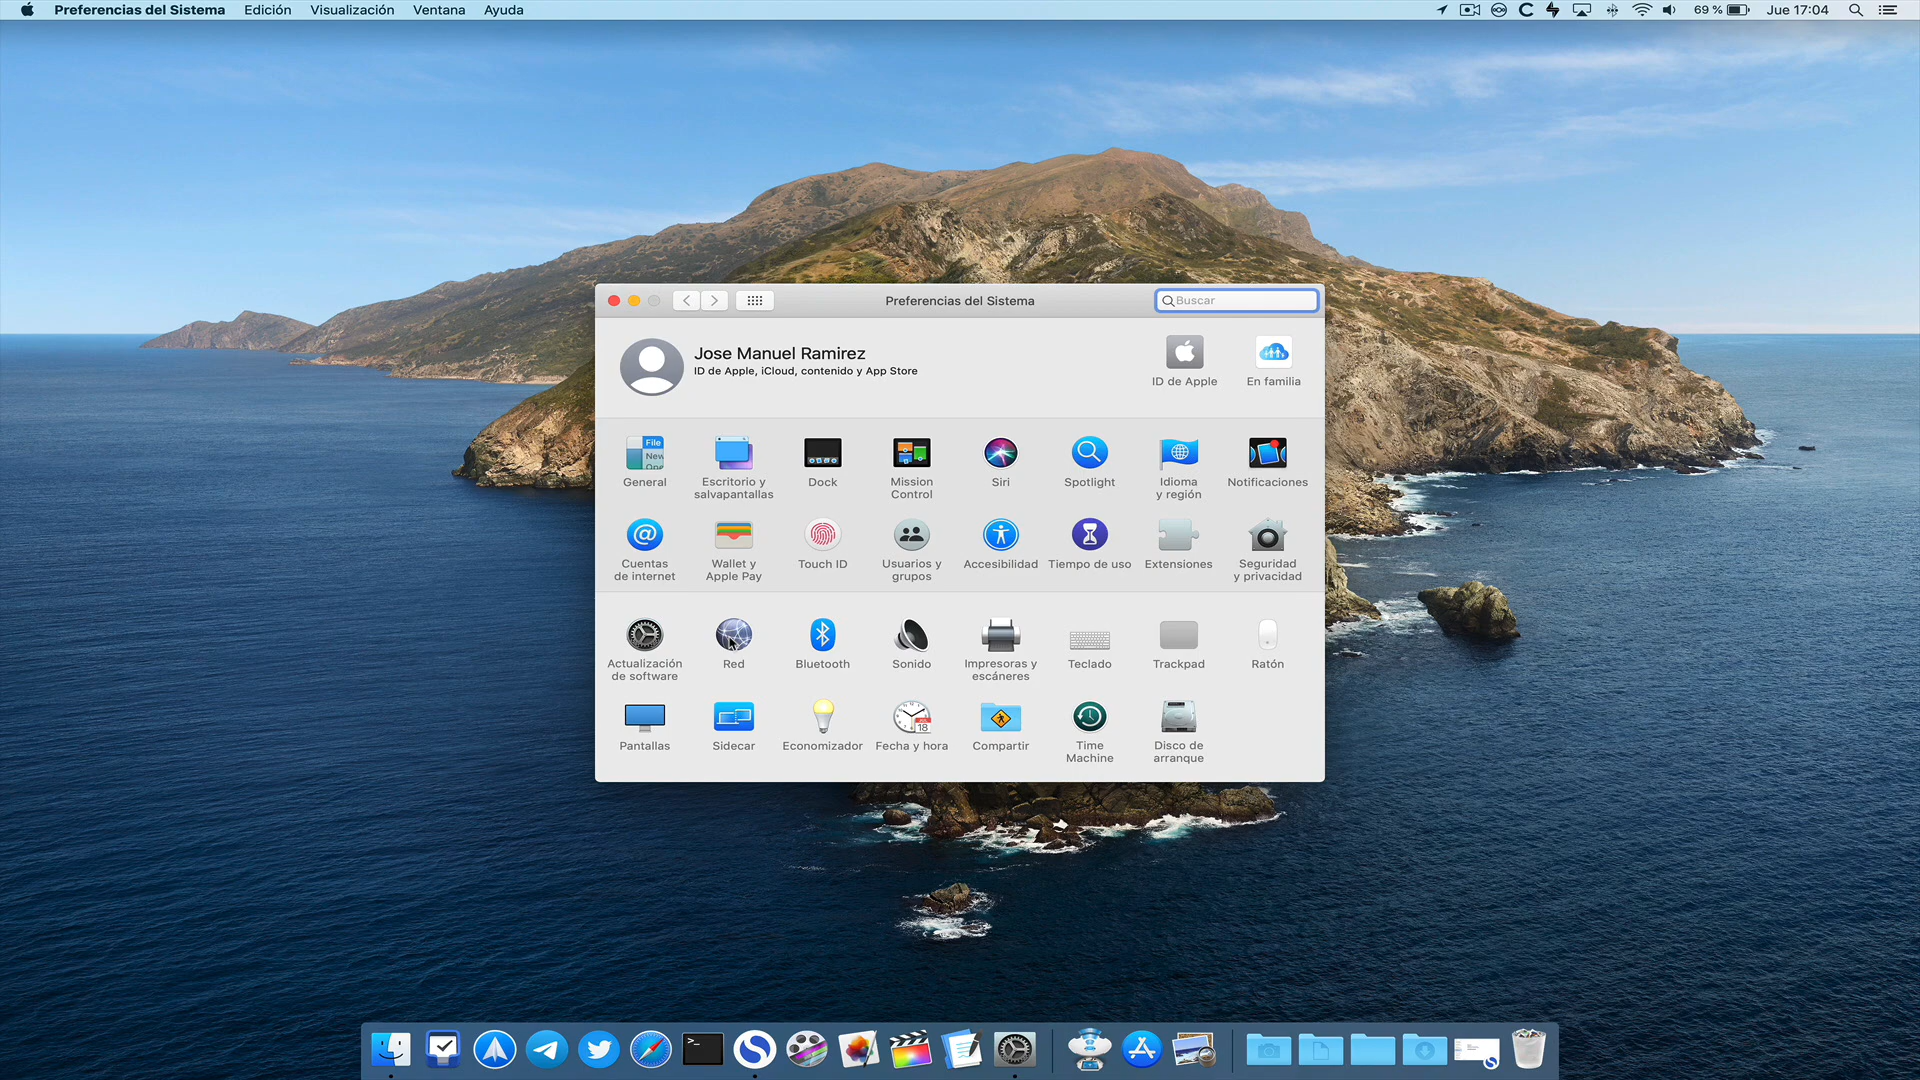 Preferencias del Sistema Edición Visualización Ventana Ayuda 69 % Jue 17:04
Preferencias del Sistema
Buscar
Jose Manuel Ramirez
ID de Apple, iCloud, contenido y App Store
ID de Apple
En familia
File
New
Ope
General
Escritorio y
salvapantallas
Dock
Mission
Control
Siri
Spotlight
Idioma
y región
Notificaciones
Cuentas
de internet
Wallet y
Apple Pay
Touch ID
Usuarios y
grupos
Accesibilidad
Tiempo de uso
Extensiones
Seguridad
y privacidad
Actualización
de software
Red
Bluetooth
Sonido
Impresoras y
escáneres
Teclado
Trackpad
Ratón
Pantallas
Sidecar
Economizador
18
Fecha y hora
Compartir
Time
Machine
Disco de
arranque